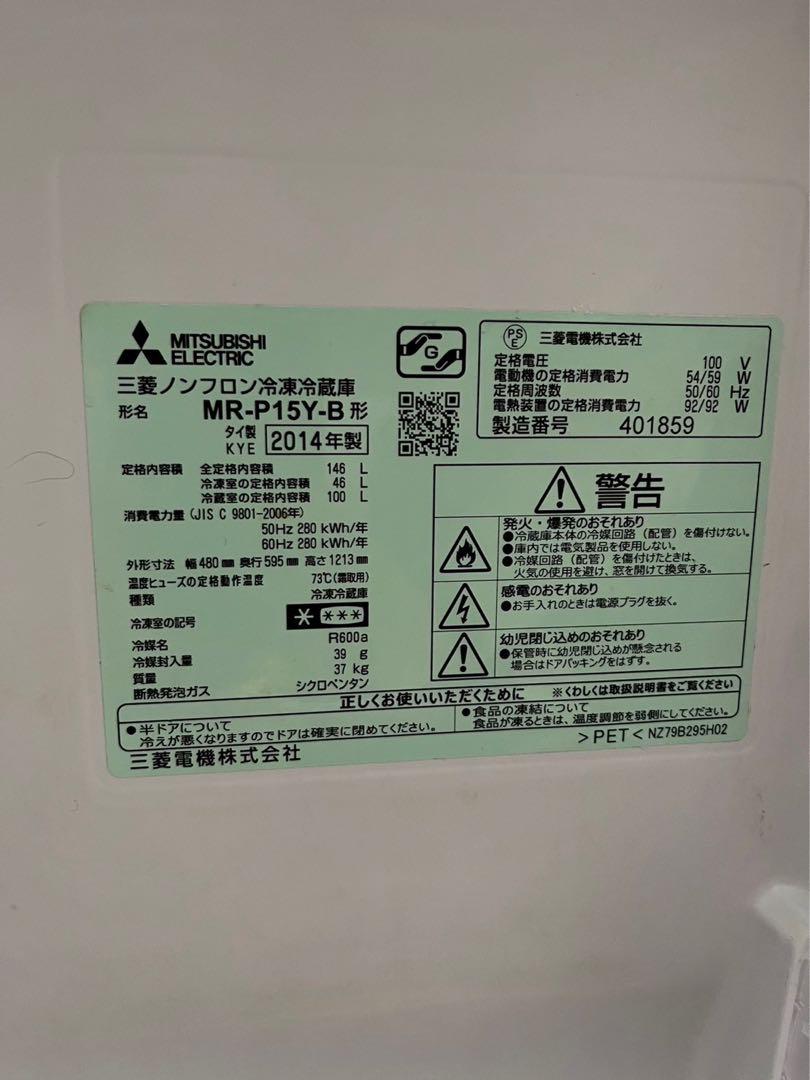 MITSUBISHI
ELECTRIC
三菱ノンフロン冷凍冷蔵庫
形名 MR-P15Y-B 形
タイ製
KYE 2014年製
定格内容積 全定格内容積 146 L
冷凍室の定格内容積 46 L
冷蔵室の定格内容積 100 L
消費電力量 (JIS C 9801-2006年)
50Hz 280 kWh/年
60Hz 280 kWh/年
外形寸法 幅480㎜ 奥行595㎜ 高さ1213㎜
温度ヒューズの定格動作温度 73℃(霜取用)
種類 冷凍冷蔵庫
冷凍室の記号 * ***
冷媒名 R600a
冷媒封入量 39 g
質量 37 kg
断熱発泡ガス シクロペンタン
G
PS
E
三菱電機株式会社
定格電圧 100 V
電動機の定格消費電力 54/59 W
定格周波数 50/60 Hz
電熱装置の定格消費電力 92/92 W
製造番号 401859
警告
発火・爆発のおそれあり
●冷蔵庫本体の冷媒回路（配管）を傷付けない。
●庫内では電気製品を使用しない。
●冷媒回路（配管）を傷付けたときは、
火気の使用を避け、窓を開けて換気する。
感電のおそれあり
●お手入れのときは電源プラグを抜く。
幼児閉じ込めのおそれあり
●保管時に幼児閉じ込めが懸念される
場合はドアパッキングをはずす。
正しくお使いいただくために ※くわしくは取扱説明書をご覧ください
●半ドアについて
冷えが悪くなりますのでドアは確実に閉めてください。
●食品の凍結について
食品が凍るときは、温度調節を弱側にしてください。
三菱電機株式会社
>PET< NZ79B295H02